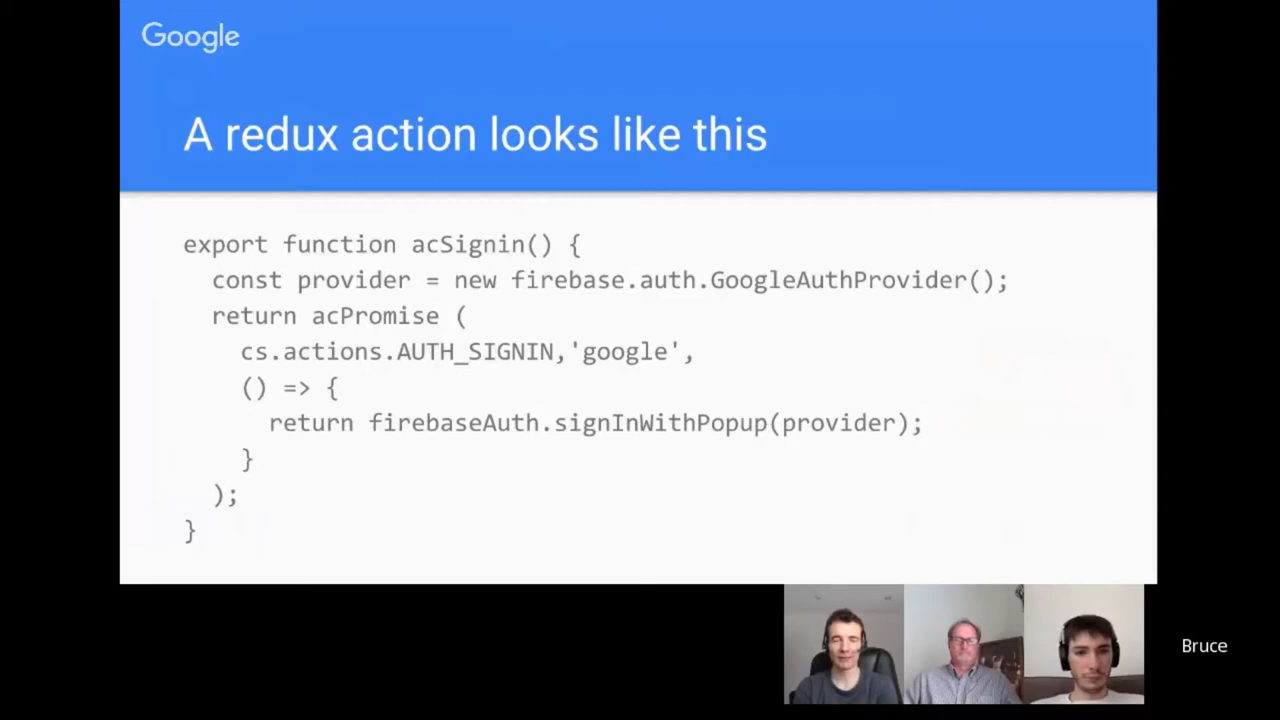 Google
A redux action looks like this
export function acSignin() {
const provider = new firebase.auth.GoogleAuthProvider();
return acPromise (
cs.actions.AUTH_SIGNIN,'google',
() => {
return firebaseAuth.signInWithPopup(provider);
}
);
}
Bruce